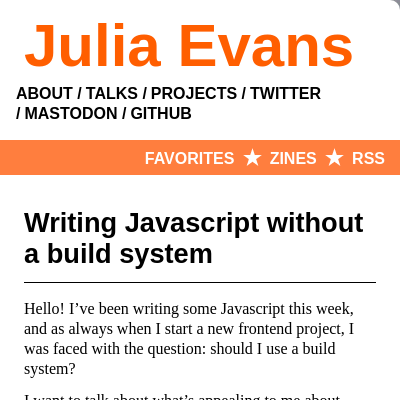 Julia Evans
ABOUT / TALKS / PROJECTS / TWITTER
/ MASTODON / GITHUB
FAVORITES ★ ZINES ★ RSS
Writing Javascript without
a build system
Hello! I’ve been writing some Javascript this week,
and as always when I start a new frontend project, I
was faced with the question: should I use a build
system?
I want to talk about what’s appealing to me about